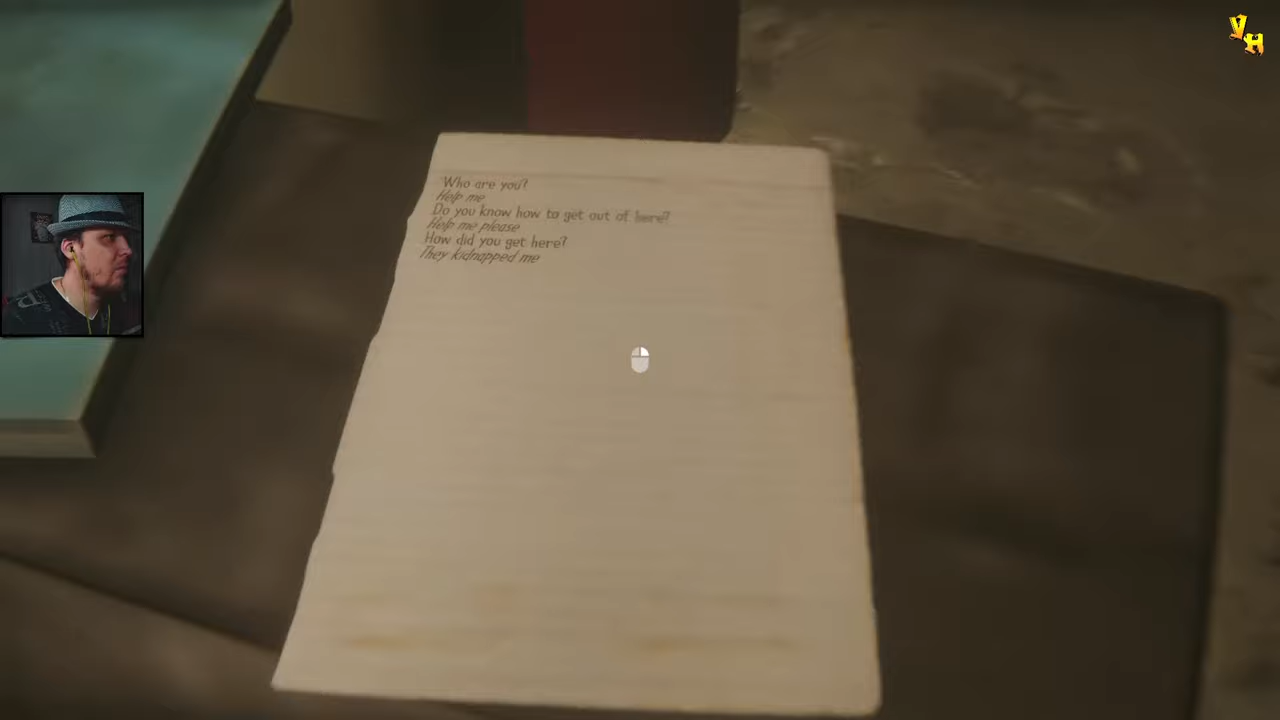 Who are you?
Help me
Do you know how to get out of here?
Help me please
How did you get here?
They kidnapped me
VH